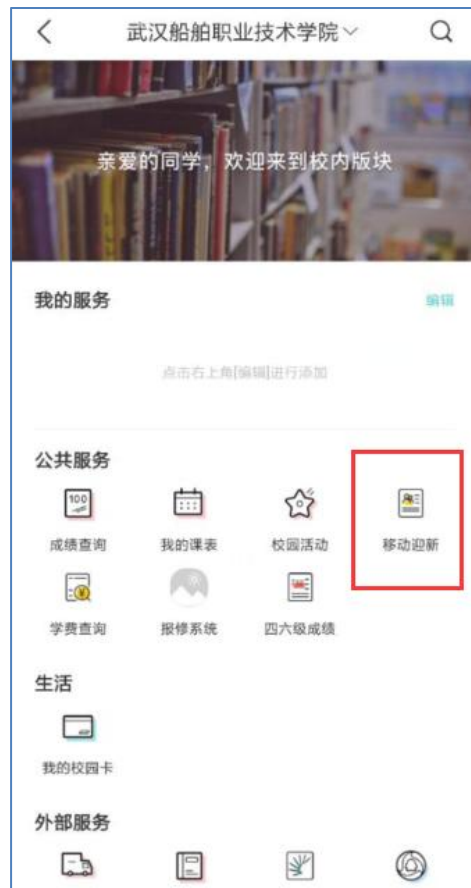 武汉船舶职业技术学院
亲爱的同学，欢迎来到校内版块
我的服务 编辑
点击右上角[编辑]进行添加
公共服务
100
成绩查询 我的课表 校园活动 移动迎新
学费查询 报修系统 四六级成绩
生活
我的校园卡
外部服务